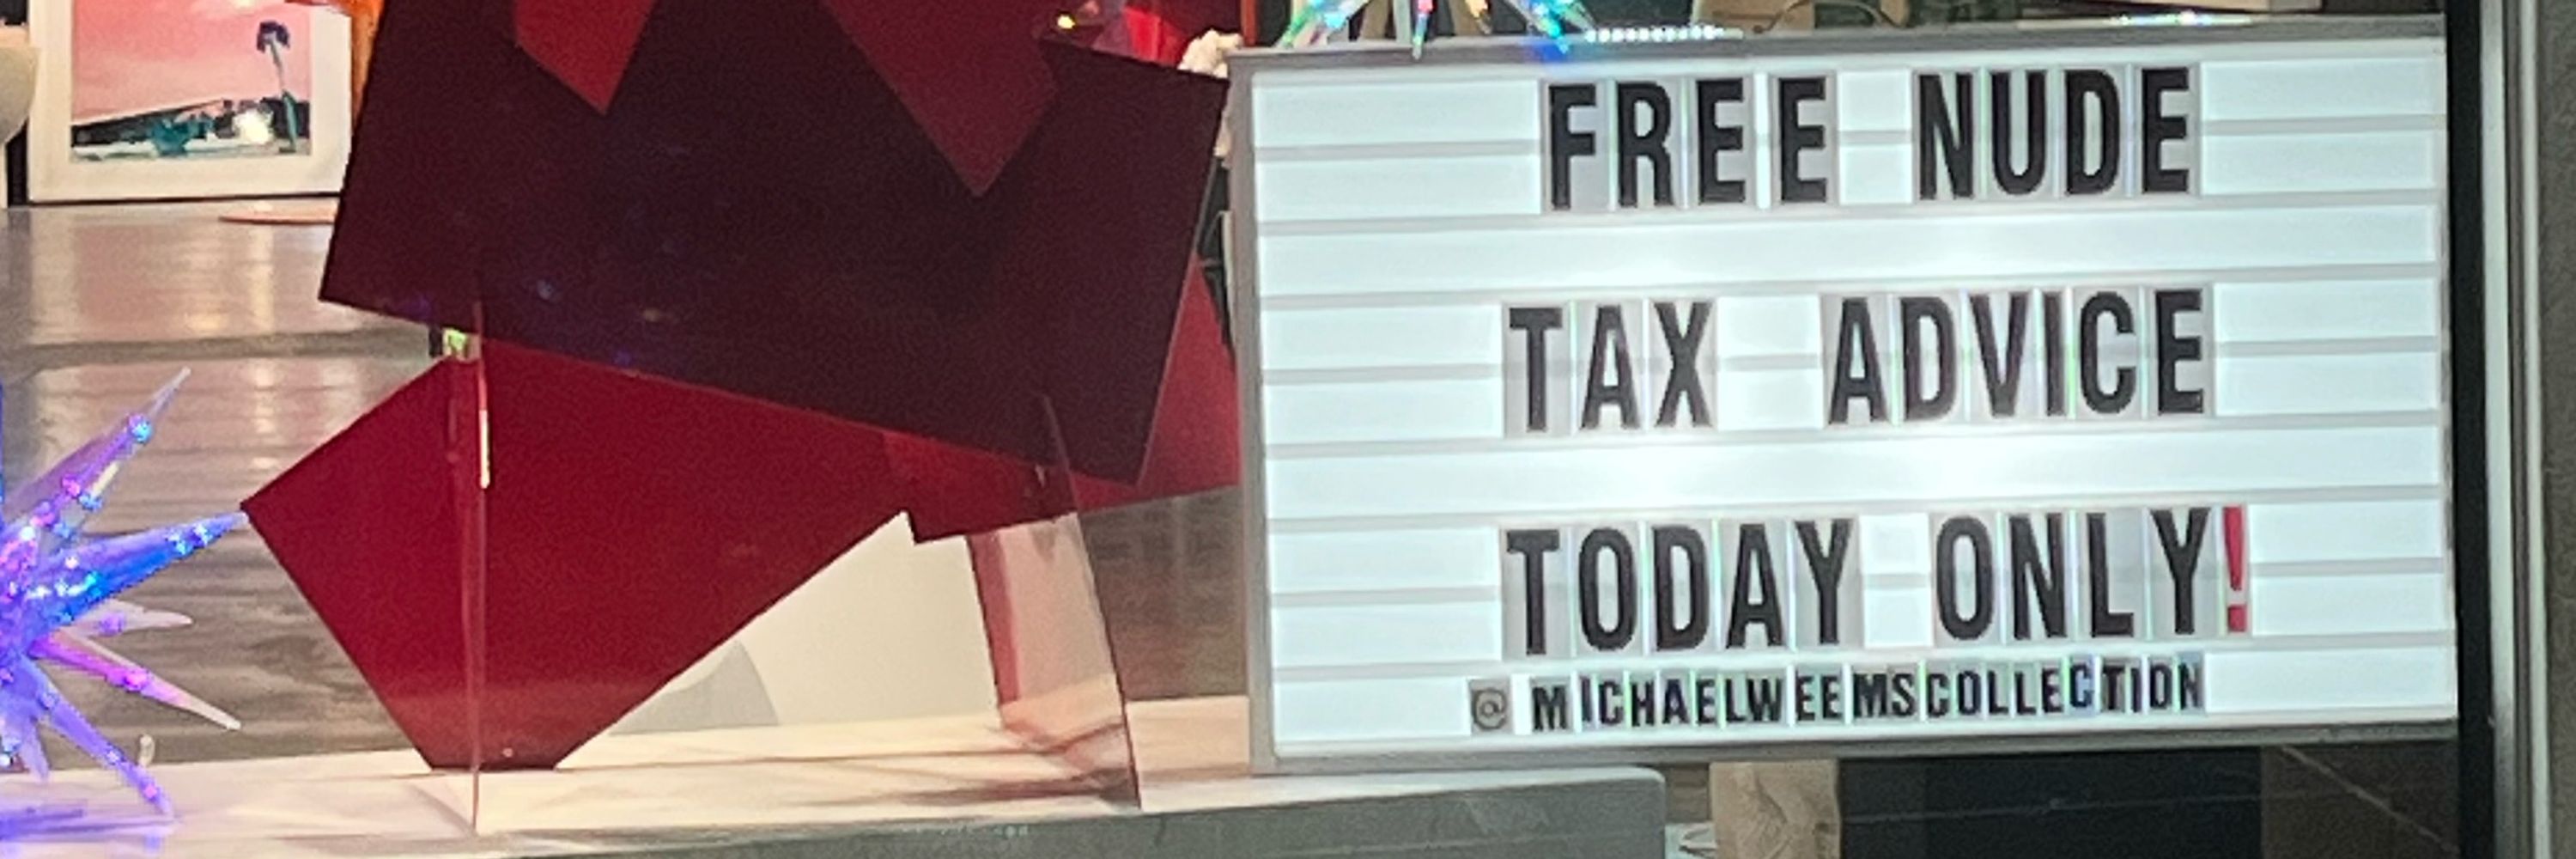 FREE NUDE
TAX ADVICE
TODAY ONLY!
@MICHAELWEEMSCOLLECTION